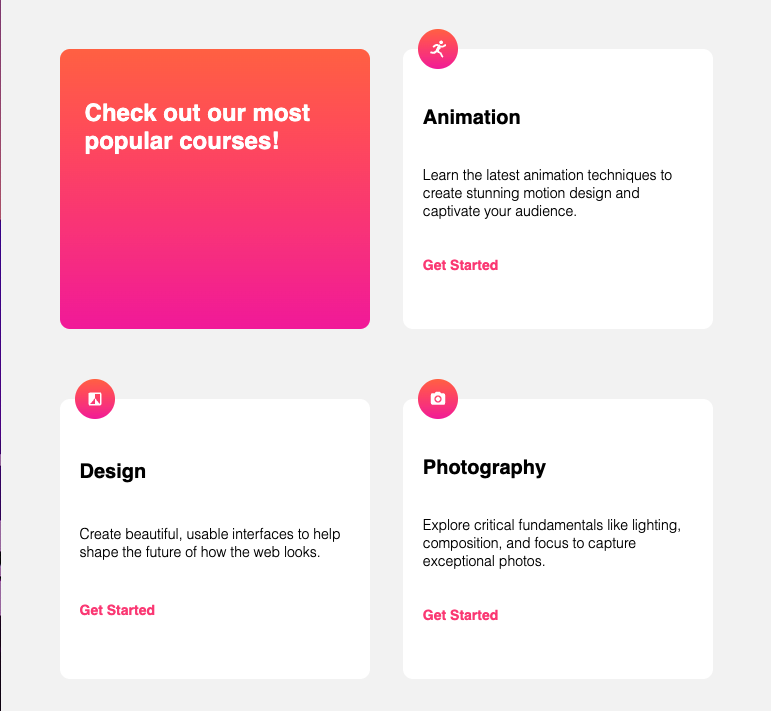 Check out our most
popular courses!
Animation
Learn the latest animation techniques to
create stunning motion design and
captivate your audience.
Get Started
Design
Create beautiful, usable interfaces to help
shape the future of how the web looks.
Get Started
Photography
Explore critical fundamentals like lighting,
composition, and focus to capture
exceptional photos.
Get Started